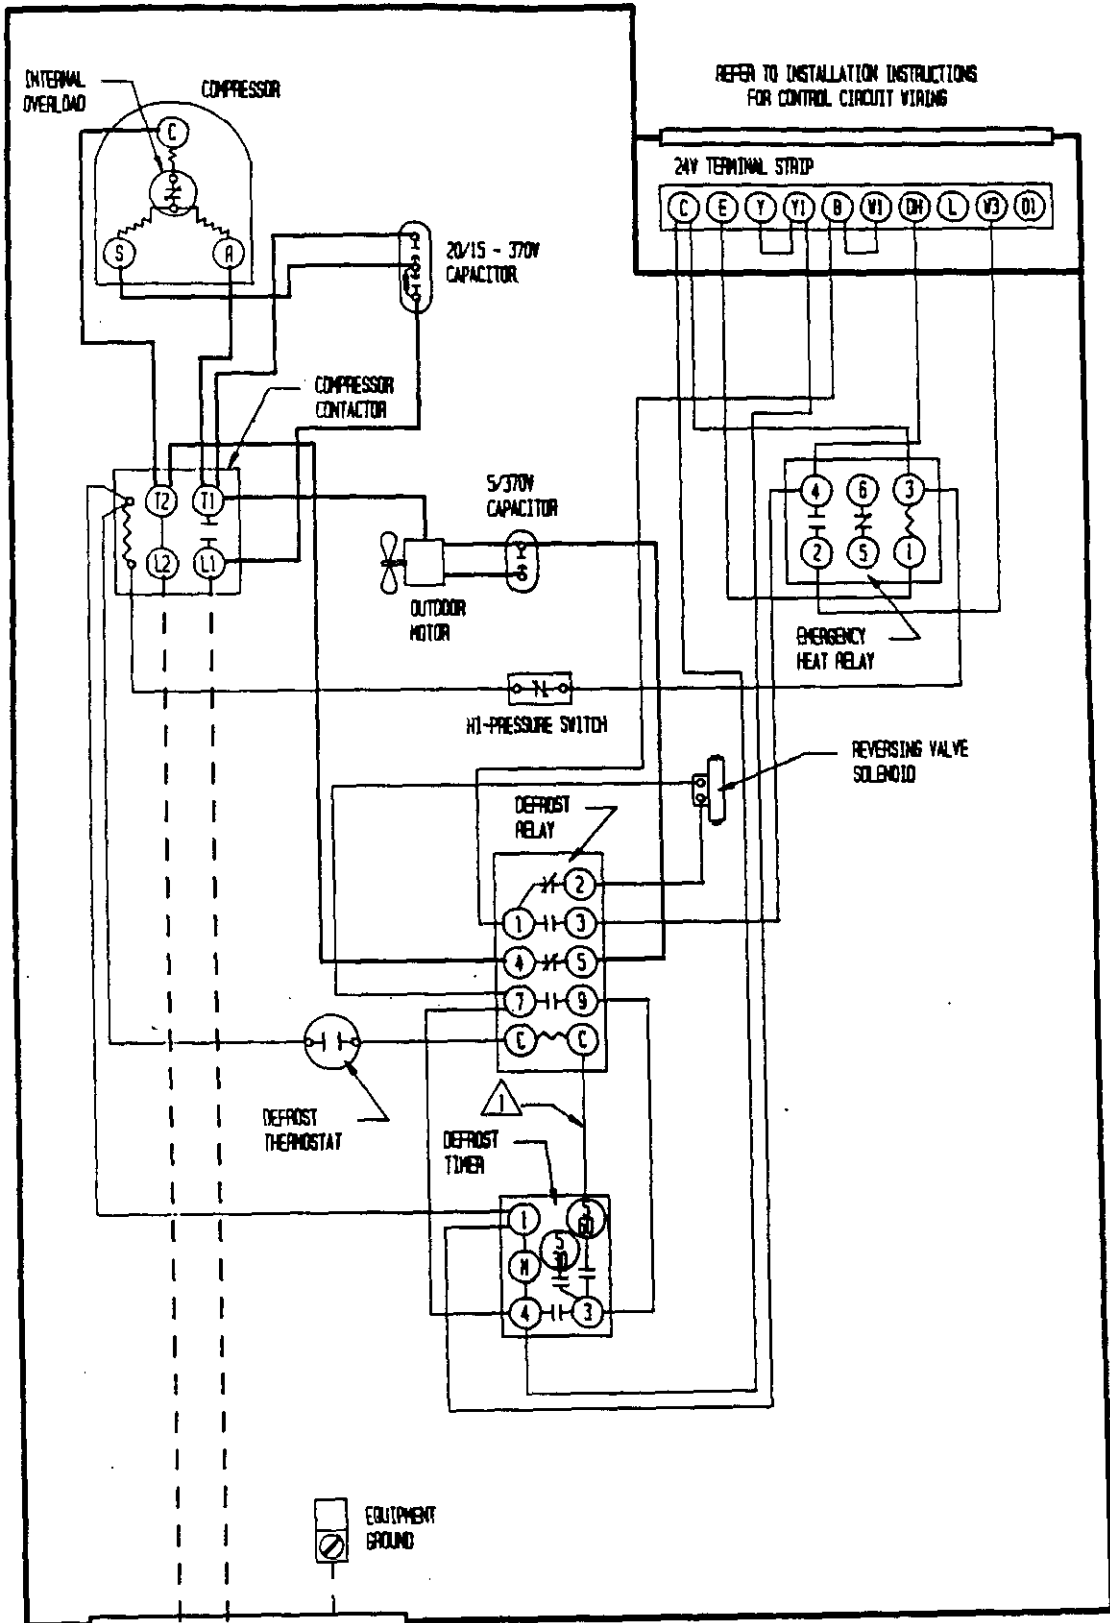 REFER TO INSTALLATION INSTRUCTIONS
FOR CONTROL CIRCUIT WIRING
INTERNAL
OVERLOAD
COMPRESSOR
C
S
R
20/15 - 370V
CAPACITOR
24V TERMINAL STRIP
C E Y Y1 B W1 DH L W3 O1
COMPRESSOR
CONTACTOR
T2 T1
L2 L1
5/370V
CAPACITOR
OUTDOOR
MOTOR
4 6 3
2 5 1
EMERGENCY
HEAT RELAY
HI-PRESSURE SWITCH
REVERSING VALVE
SOLENOID
DEFROST
RELAY
2
1 3
4 5
7 9
C C
DEFROST
THERMOSTAT
1
DEFROST
TIMER
1
5
60
5
30
M
4 3
EQUIPMENT
GROUND